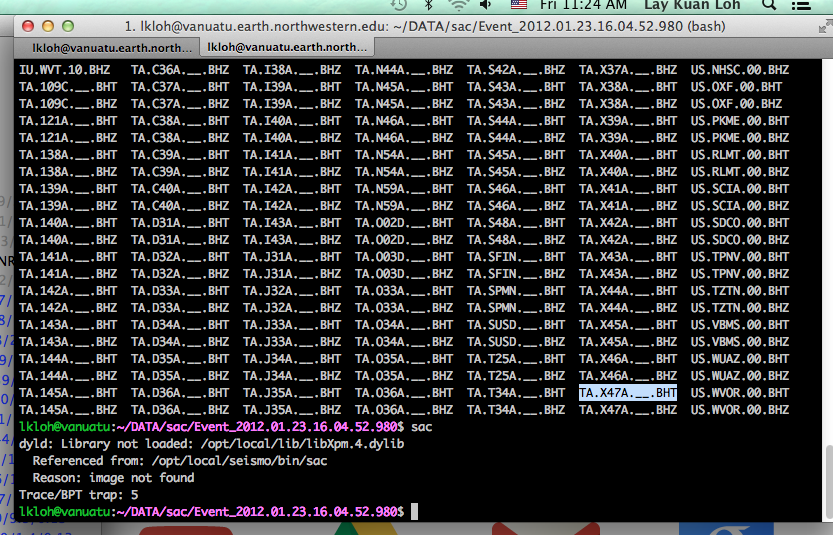 Fri 11:24 AM Lay Kuan Loh
1. lkloh@vanuatu.earth.northwestern.edu: ~/DATA/sac/Event_2012.01.23.16.04.52.980 (bash)
lkloh@vanuatu.earth.north... lkloh@vanuatu.earth.north...
IU.WVT.10.BHZ TA.C36A.__.BHZ TA.I38A.__.BHZ TA.N44A.__.BHZ TA.S42A.__.BHZ TA.X37A.__.BHZ US.NHSC.00.BHZ
TA.109C.__.BHT TA.C37A.__.BHT TA.I39A.__.BHT TA.N45A.__.BHT TA.S43A.__.BHT TA.X38A.__.BHT US.OXF.00.BHT
TA.109C.__.BHZ TA.C37A.__.BHZ TA.I39A.__.BHZ TA.N45A.__.BHZ TA.S43A.__.BHZ TA.X38A.__.BHZ US.OXF.00.BHZ
TA.121A.__.BHT TA.C38A.__.BHT TA.I40A.__.BHT TA.N46A.__.BHT TA.S44A.__.BHT TA.X39A.__.BHT US.PKME.00.BHT
TA.121A.__.BHZ TA.C38A.__.BHZ TA.I40A.__.BHZ TA.N46A.__.BHZ TA.S44A.__.BHZ TA.X39A.__.BHZ US.PKME.00.BHZ
TA.138A.__.BHT TA.C39A.__.BHT TA.I41A.__.BHT TA.N54A.__.BHT TA.S45A.__.BHT TA.X40A.__.BHT US.RLMT.00.BHT
TA.138A.__.BHZ TA.C39A.__.BHZ TA.I41A.__.BHZ TA.N54A.__.BHZ TA.S45A.__.BHZ TA.X40A.__.BHZ US.RLMT.00.BHZ
TA.139A.__.BHT TA.C40A.__.BHT TA.I42A.__.BHT TA.N59A.__.BHT TA.S46A.__.BHT TA.X41A.__.BHT US.SCIA.00.BHT
TA.139A.__.BHZ TA.C40A.__.BHZ TA.I42A.__.BHZ TA.N59A.__.BHZ TA.S46A.__.BHZ TA.X41A.__.BHZ US.SCIA.00.BHZ
TA.140A.__.BHT TA.D31A.__.BHT TA.I43A.__.BHT TA.O02D.__.BHT TA.S48A.__.BHT TA.X42A.__.BHT US.SDCO.00.BHT
TA.140A.__.BHZ TA.D31A.__.BHZ TA.I43A.__.BHZ TA.O02D.__.BHZ TA.S48A.__.BHZ TA.X42A.__.BHZ US.SDCO.00.BHZ
TA.141A.__.BHT TA.D32A.__.BHT TA.J31A.__.BHT TA.O03D.__.BHT TA.SFIN.__.BHT TA.X43A.__.BHT US.TPNV.00.BHT
TA.141A.__.BHZ TA.D32A.__.BHZ TA.J31A.__.BHZ TA.O03D.__.BHZ TA.SFIN.__.BHZ TA.X43A.__.BHZ US.TPNV.00.BHZ
TA.142A.__.BHT TA.D33A.__.BHT TA.J32A.__.BHT TA.O33A.__.BHT TA.SPMN.__.BHT TA.X44A.__.BHT US.TZTN.00.BHT
TA.142A.__.BHZ TA.D33A.__.BHZ TA.J32A.__.BHZ TA.O33A.__.BHZ TA.SPMN.__.BHZ TA.X44A.__.BHZ US.TZTN.00.BHZ
TA.143A.__.BHT TA.D34A.__.BHT TA.J33A.__.BHT TA.O34A.__.BHT TA.SUSD.__.BHT TA.X45A.__.BHT US.VBMS.00.BHT
TA.143A.__.BHZ TA.D34A.__.BHZ TA.J33A.__.BHZ TA.O34A.__.BHZ TA.SUSD.__.BHZ TA.X45A.__.BHZ US.VBMS.00.BHZ
TA.144A.__.BHT TA.D35A.__.BHT TA.J34A.__.BHT TA.O35A.__.BHT TA.T25A.__.BHT TA.X46A.__.BHT US.WUAZ.00.BHT
TA.144A.__.BHZ TA.D35A.__.BHZ TA.J34A.__.BHZ TA.O35A.__.BHZ TA.T25A.__.BHZ TA.X46A.__.BHZ US.WUAZ.00.BHZ
TA.145A.__.BHT TA.D36A.__.BHT TA.J35A.__.BHT TA.O36A.__.BHT TA.T34A.__.BHT TA.X47A.__.BHT US.WVOR.00.BHT
TA.145A.__.BHZ TA.D36A.__.BHZ TA.J35A.__.BHZ TA.O36A.__.BHZ TA.T34A.__.BHZ TA.X47A.__.BHZ US.WVOR.00.BHZ
lkloh@vanuatu:~/DATA/sac/Event_2012.01.23.16.04.52.980$ sac
dyld: Library not loaded: /opt/local/lib/libXpm.4.dylib
Referenced from: /opt/local/seismo/bin/sac
Reason: image not found
Trace/BPT trap: 5
lkloh@vanuatu:~/DATA/sac/Event_2012.01.23.16.04.52.980$